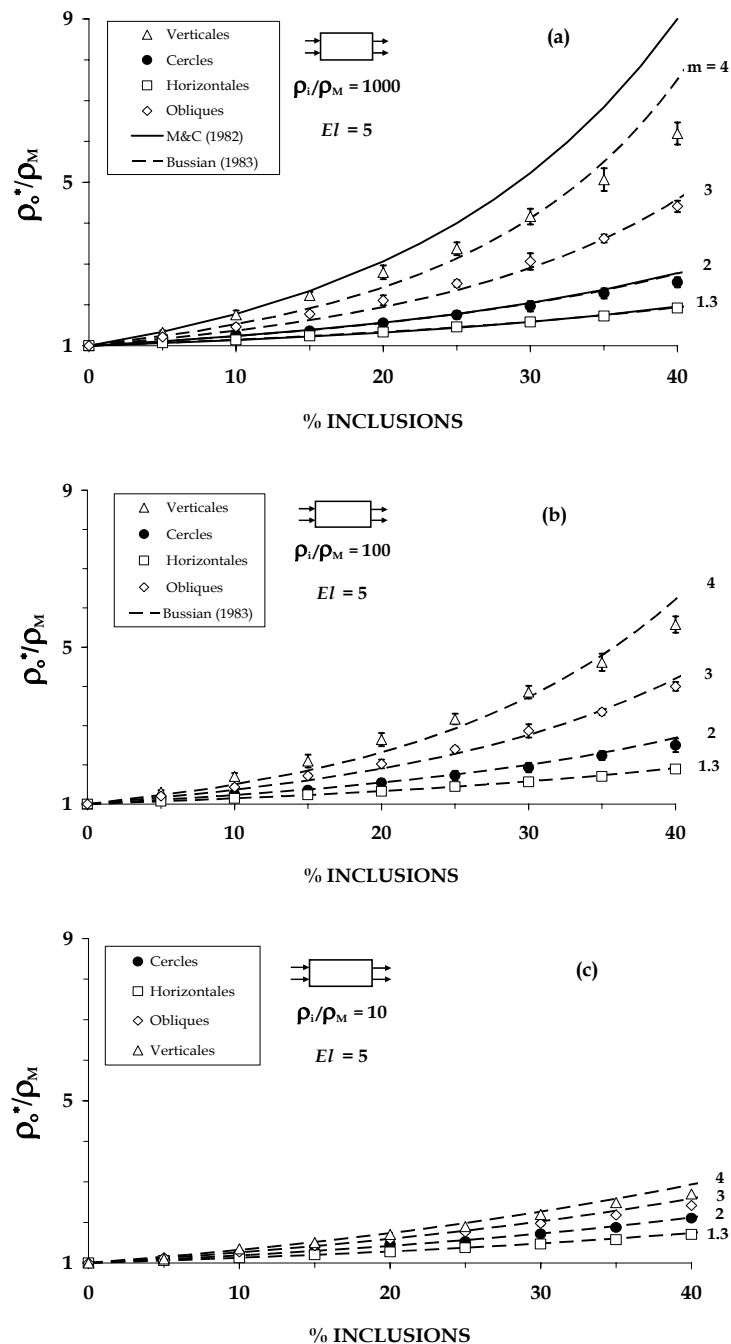 9
5
1
ρo*/ρM
Verticales
Cercles
Horizontales
Obliques
M&C (1982)
Bussian (1983)
ρi/ρM = 1000
El = 5
(a)
m = 4
3
2
1.3
0
10
20
30
40
% INCLUSIONS
9
5
1
ρo*/ρM
Verticales
Cercles
Horizontales
Obliques
Bussian (1983)
ρi/ρM = 100
El = 5
(b)
4
3
2
1.3
0
10
20
30
40
% INCLUSIONS
9
5
1
ρo*/ρM
Cercles
Horizontales
Obliques
Verticales
ρi/ρM = 10
El = 5
(c)
4
3
2
1.3
0
10
20
30
40
% INCLUSIONS